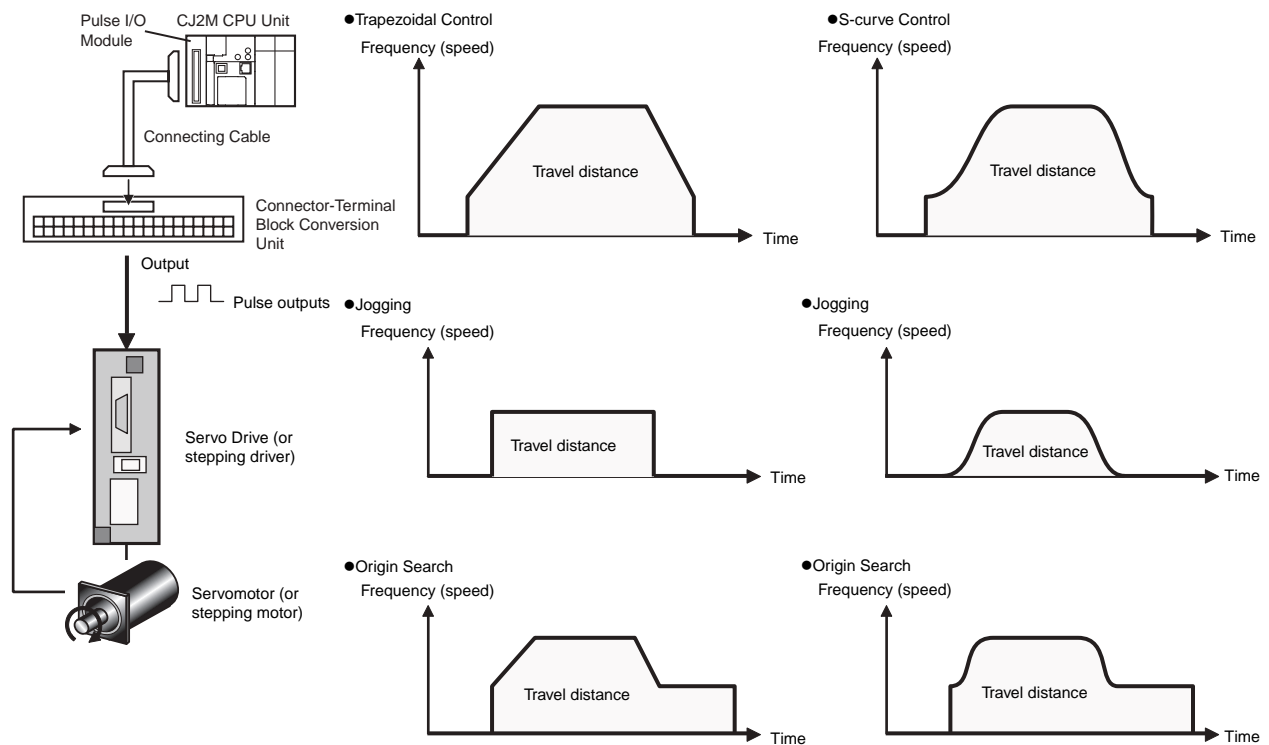 Pulse I/O
Module
CJ2M CPU Unit
Connecting Cable
Connector-Terminal
Block Conversion
Unit
Output
Pulse outputs
Servo Drive (or
stepping driver)
Servomotor (or
stepping motor)
●Trapezoidal Control
Frequency (speed)
Travel distance
Time
●S-curve Control
Frequency (speed)
Travel distance
Time
●Jogging
Frequency (speed)
Travel distance
Time
●Jogging
Frequency (speed)
Travel distance
Time
●Origin Search
Frequency (speed)
Travel distance
Time
●Origin Search
Frequency (speed)
Travel distance
Time